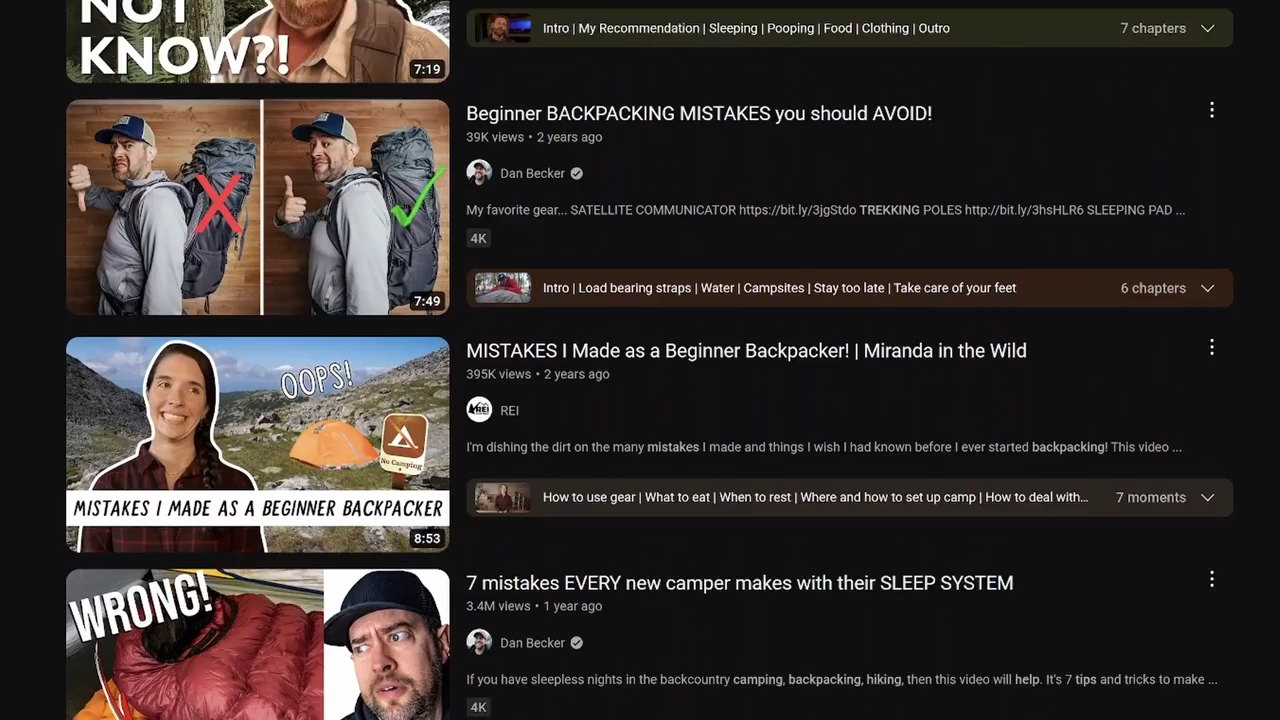 NOT
KNOW?!
7:19
Intro | My Recommendation | Sleeping | Pooping | Food | Clothing | Outro
7 chapters
7:49
Beginner BACKPACKING MISTAKES you should AVOID!
39K views • 2 years ago
Dan Becker
My favorite gear... SATELLITE COMMUNICATOR https://bit.ly/3jgStdo TREKKING POLES http://bit.ly/3hsHLR6 SLEEPING PAD ...
4K
Intro | Load bearing straps | Water | Campsites | Stay too late | Take care of your feet
6 chapters
OOPS!
No Camping
MISTAKES I MADE AS A BEGINNER BACKPACKER
8:53
MISTAKES I Made as a Beginner Backpacker! | Miranda in the Wild
395K views • 2 years ago
REI
REI
I'm dishing the dirt on the many mistakes I made and things I wish I had known before I ever started backpacking! This video ...
How to use gear | What to eat | When to rest | Where and how to set up camp | How to deal with...
7 moments
WRONG!
7 mistakes EVERY new camper makes with their SLEEP SYSTEM
3.4M views • 1 year ago
Dan Becker
If you have sleepless nights in the backcountry camping, backpacking, hiking, then this video will help. It's 7 tips and tricks to make ...
4K